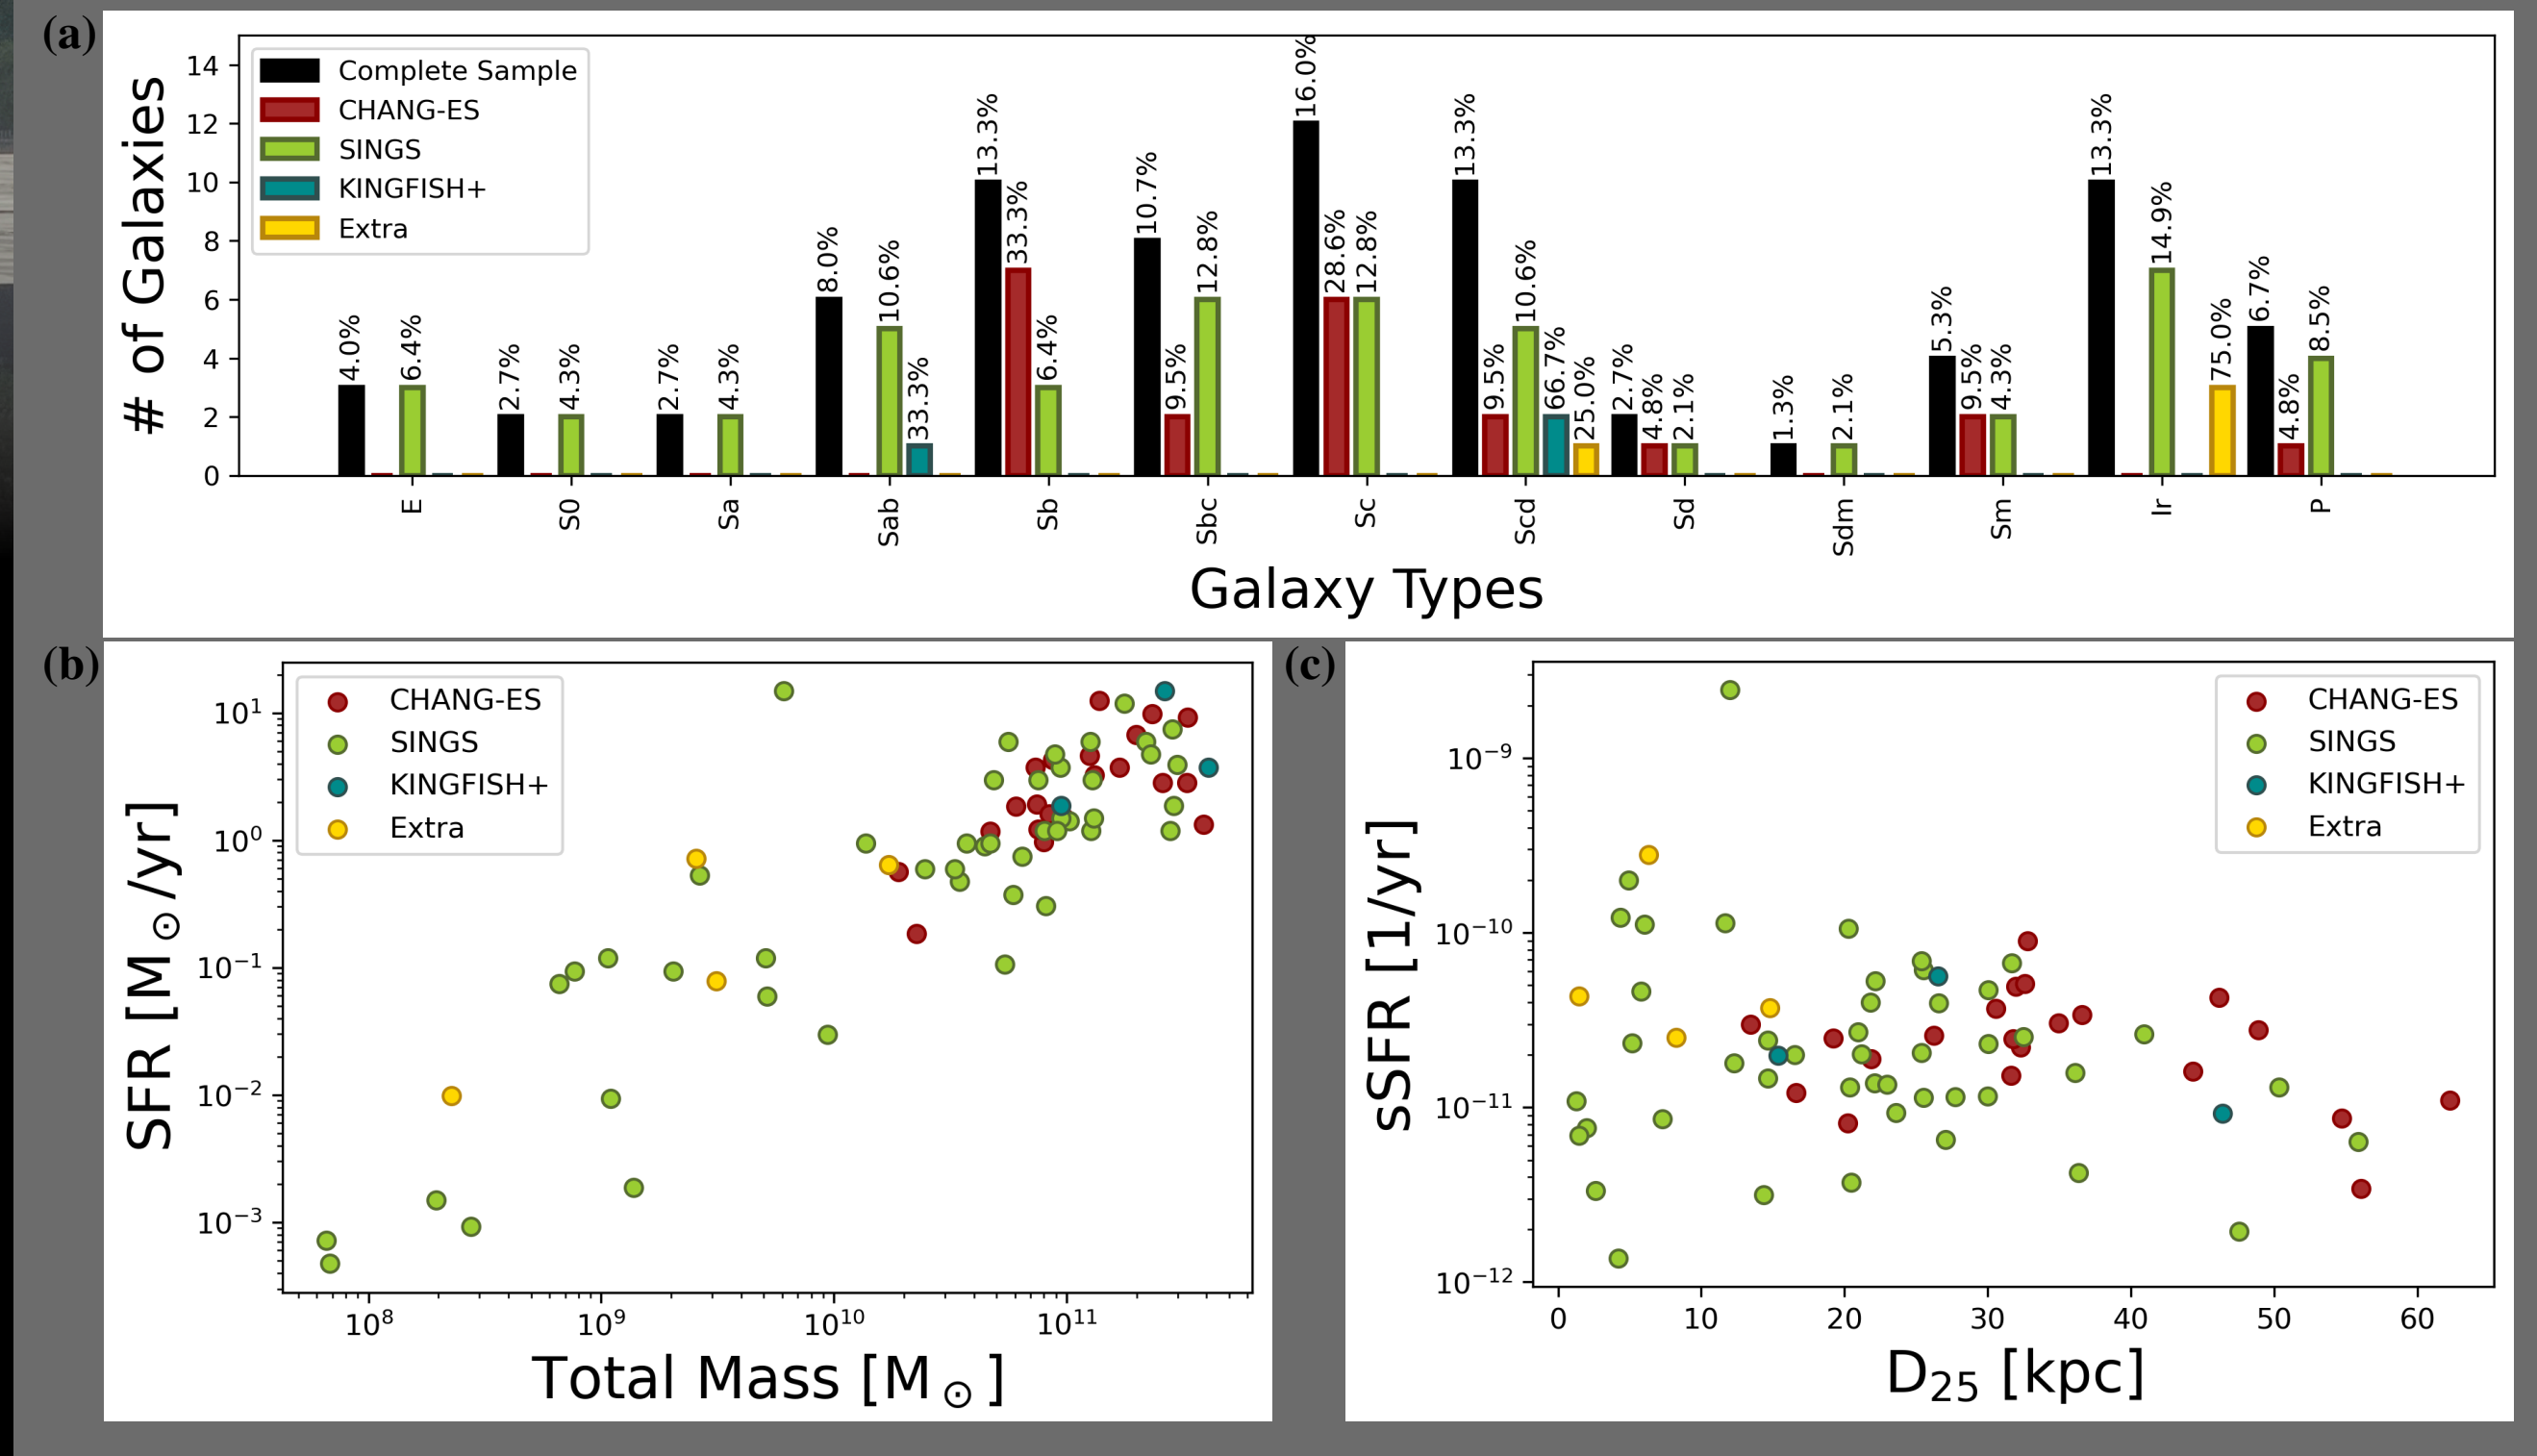 (a)
# of Galaxies
14
12
10
8
6
4
2
0
Complete Sample
CHANG-ES
SINGS
KINGFISH+
Extra
4.0%
6.4%
2.7%
4.3%
2.7%
4.3%
8.0%
10.6%
33.3%
13.3%
33.3%
6.4%
10.7%
9.5%
12.8%
16.0%
28.6%
12.8%
13.3%
9.5%
10.6%
66.7%
25.0%
2.7%
4.8%
2.1%
1.3%
2.1%
5.3%
9.5%
4.3%
13.3%
14.9%
75.0%
6.7%
4.8%
8.5%
E
S0
Sa
Sab
Sb
Sbc
Sc
Scd
Sd
Sdm
Sm
Ir
P
Galaxy Types
(b)
SFR [M⊙/yr]
10¹
10⁰
10⁻¹
10⁻²
10⁻³
CHANG-ES
SINGS
KINGFISH+
Extra
10⁸
10⁹
10¹⁰
10¹¹
Total Mass [M⊙]
(c)
sSFR [1/yr]
10⁻⁹
10⁻¹⁰
10⁻¹¹
10⁻¹²
CHANG-ES
SINGS
KINGFISH+
Extra
0
10
20
30
40
50
60
D₂₅ [kpc]